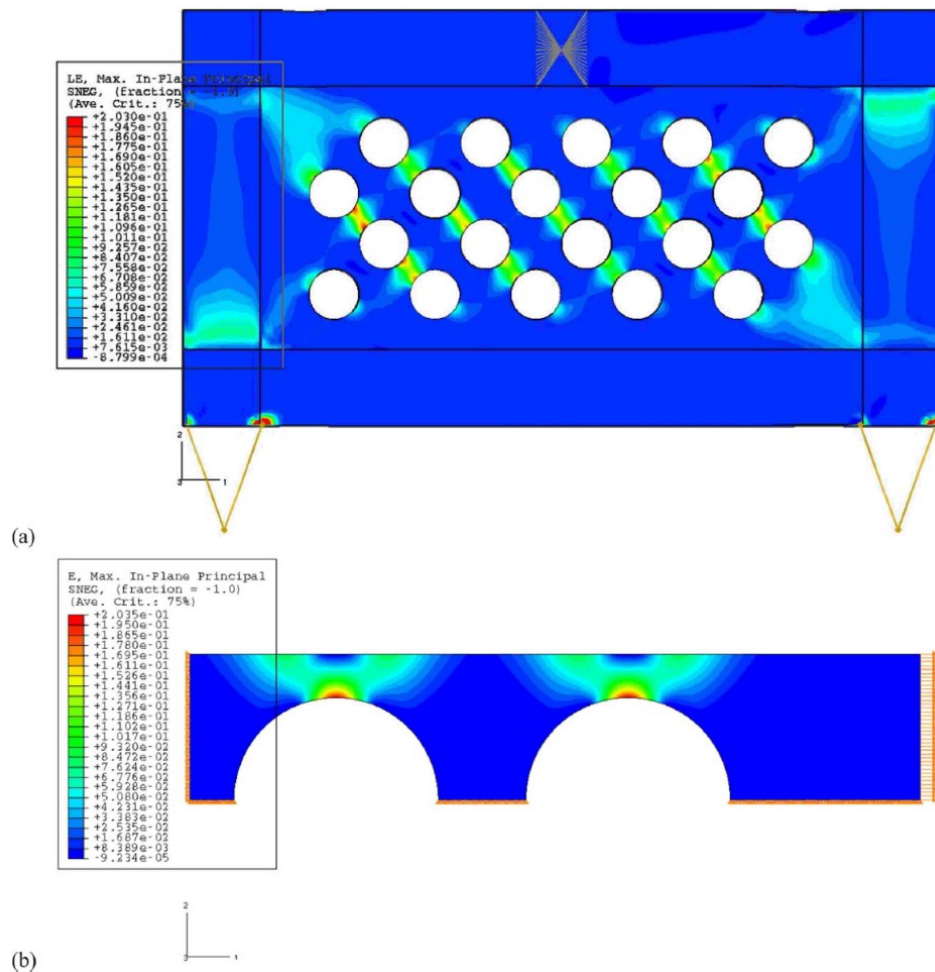 LE, Max. In-Plane Principal
SNEG, (fraction = -1.0)
(Ave. Crit.: 75%)
+2.030e-01
+1.945e-01
+1.860e-01
+1.775e-01
+1.690e-01
+1.605e-01
+1.520e-01
+1.435e-01
+1.350e-01
+1.265e-01
+1.181e-01
+1.096e-01
+1.011e-01
+9.257e-02
+8.407e-02
+7.558e-02
+6.708e-02
+5.859e-02
+5.009e-02
+4.160e-02
+3.310e-02
+2.461e-02
+1.611e-02
+7.615e-03
-8.799e-04
2
3 1
(a)
E, Max. In-Plane Principal
SNEG, (fraction = -1.0)
(Ave. Crit.: 75%)
+2.035e-01
+1.950e-01
+1.865e-01
+1.780e-01
+1.695e-01
+1.611e-01
+1.526e-01
+1.441e-01
+1.356e-01
+1.271e-01
+1.186e-01
+1.102e-01
+1.017e-01
+9.320e-02
+8.472e-02
+7.624e-02
+6.776e-02
+5.928e-02
+5.080e-02
+4.231e-02
+3.383e-02
+2.535e-02
+1.687e-02
+8.389e-03
-9.234e-05
2
3 1
(b)